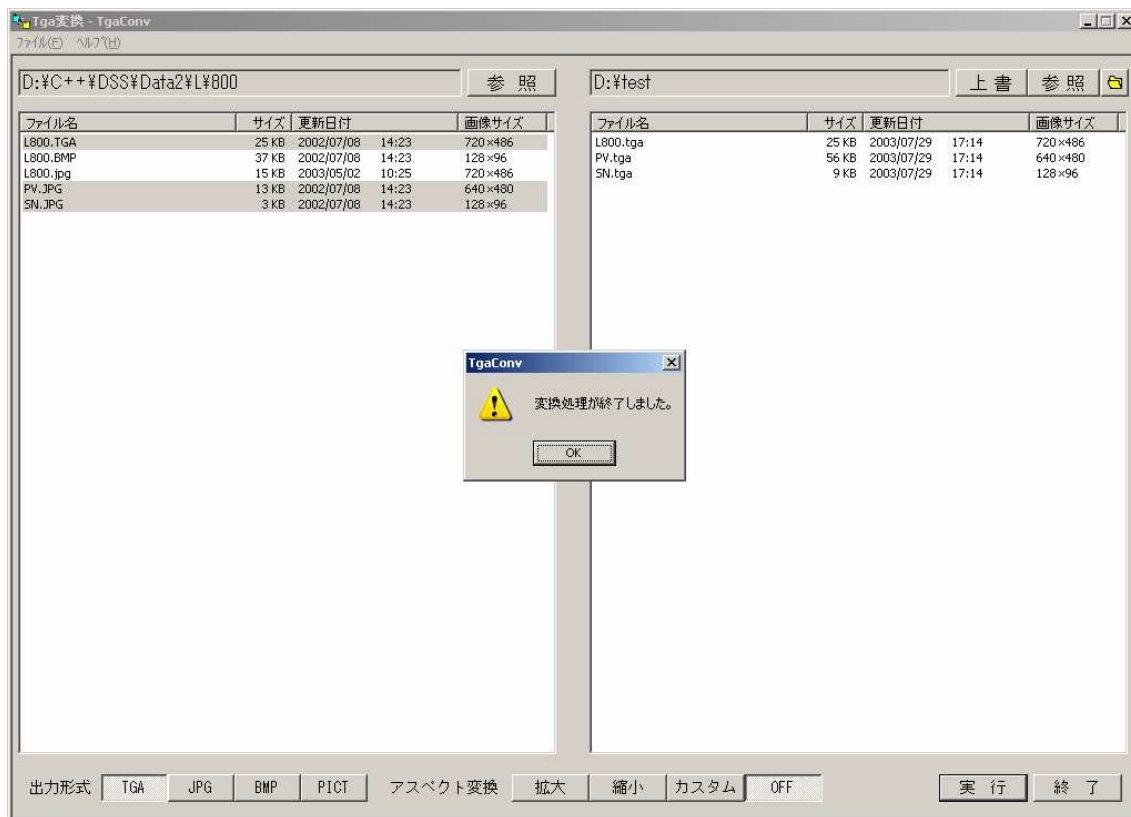 Tga変換 - TgaConv
ファイル(F) ヘルプ(H)
D:¥C++¥DSS¥Data2¥L¥800 参 照
D:¥test 上 書 参 照
ファイル名 サイズ 更新日付 画像サイズ
L800.TGA 25 KB 2002/07/08 14:23 720×486
L800.BMP 37 KB 2002/07/08 14:23 128×96
L800.jpg 15 KB 2003/05/02 10:25 720×486
PV.JPG 13 KB 2002/07/08 14:23 640×480
SN.JPG 3 KB 2002/07/08 14:23 128×96
ファイル名 サイズ 更新日付 画像サイズ
L800.tga 25 KB 2003/07/29 17:14 720×486
PV.tga 56 KB 2003/07/29 17:14 640×480
SN.tga 9 KB 2003/07/29 17:14 128×96
TgaConv
変換処理が終了しました。
OK
出力形式 TGA JPG BMP PICT アスペクト変換 拡大 縮小 カスタム OFF 実 行 終 了